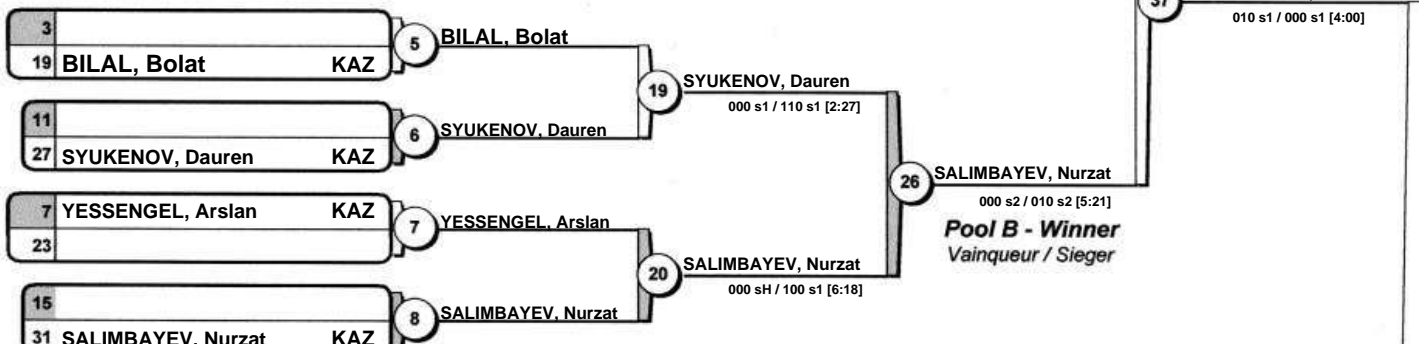 37
010 s1 / 000 s1 [4:00]
3
19 BILAL, Bolat KAZ
5
BILAL, Bolat
19
SYUKENOV, Dauren
000 s1 / 110 s1 [2:27]
11
27 SYUKENOV, Dauren KAZ
6
SYUKENOV, Dauren
26
SALIMBAYEV, Nurzat
000 s2 / 010 s2 [5:21]
Pool B - Winner
Vainqueur / Sieger
7 YESSENGEL, Arslan KAZ
23
7
YESSENGEL, Arslan
20
SALIMBAYEV, Nurzat
000 sH / 100 s1 [6:18]
15
31 SALIMBAYEV, Nurzat KAZ
8
SALIMBAYEV, Nurzat